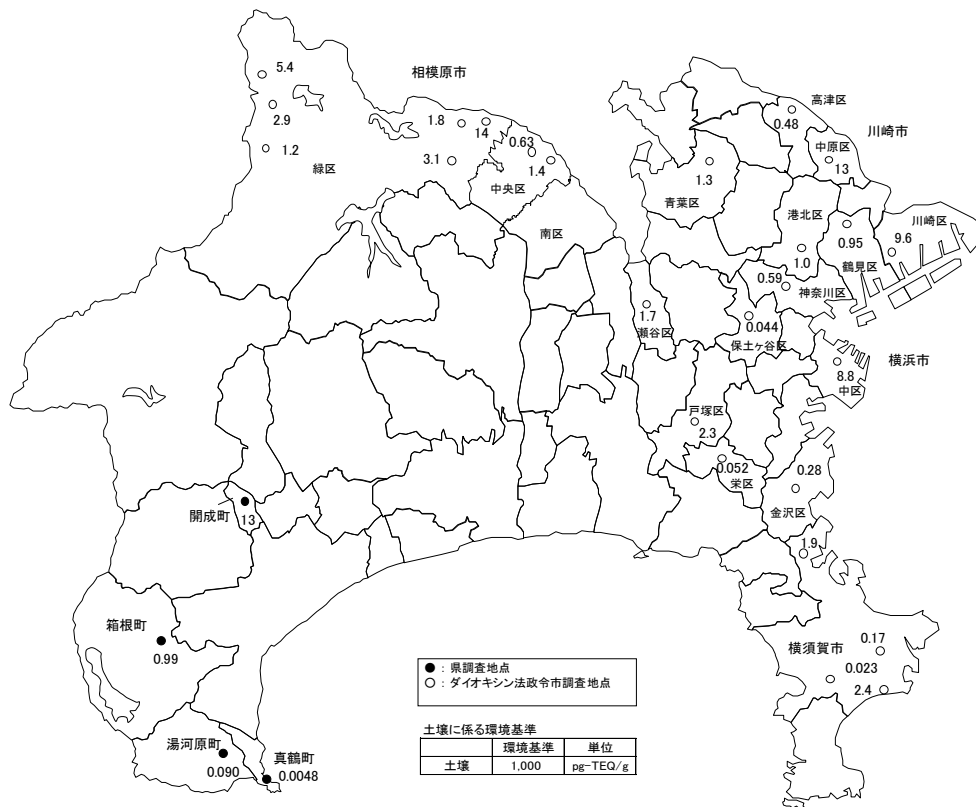 5.4
相模原市
2.9
1.8
14
0.63
1.2
3.1
1.4
緑区
中央区
南区
高津区
0.48
川崎市
中原区
13
1.3
青葉区
港北区
川崎区
0.95
9.6
1.0
鶴見区
0.59
神奈川区
1.7
瀬谷区
0.044
保土ヶ谷区
横浜市
8.8
中区
戸塚区
2.3
0.052
栄区
0.28
金沢区
1.9
開成町
13
箱根町
0.99
横須賀市
0.17
0.023
2.4
湯河原町
0.090
真鶴町
0.0048
● : 県調査地点
○ : ダイオキシン法政令市調査地点
土壌に係る環境基準
環境基準 単位
土壌 1,000 pg-TEQ/g